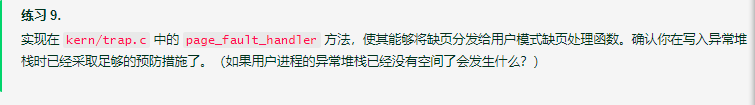 练习 9.
实现在 kern/trap.c 中的 page_fault_handler 方法，使其能够将缺页分发给用户模式缺页处理函数。确认你在写入异常堆
栈时已经采取足够的预防措施了。（如果用户进程的异常堆栈已经没有空间了会发生什么？）